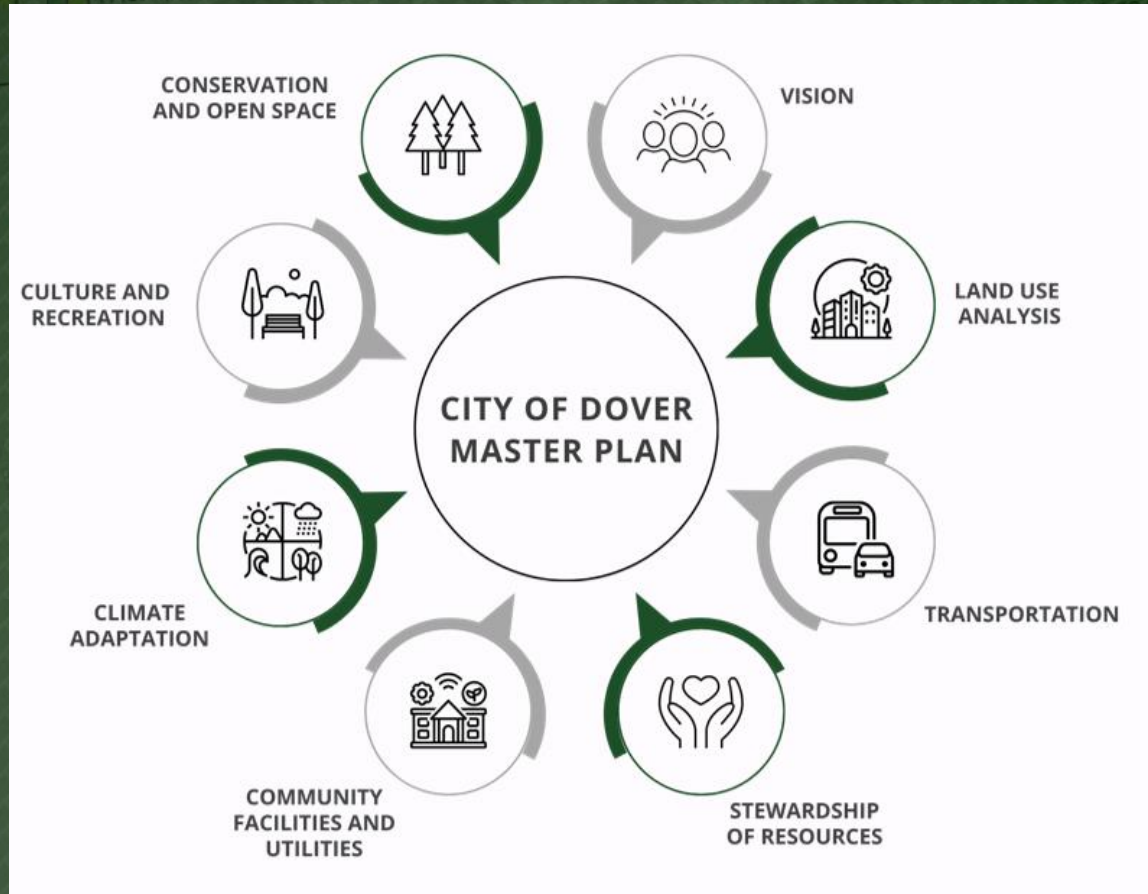 CONSERVATION
AND OPEN SPACE
VISION
CULTURE AND
RECREATION
LAND USE
ANALYSIS
CITY OF DOVER
MASTER PLAN
CLIMATE
ADAPTATION
TRANSPORTATION
COMMUNITY
FACILITIES AND
UTILITIES
STEWARDSHIP
OF RESOURCES